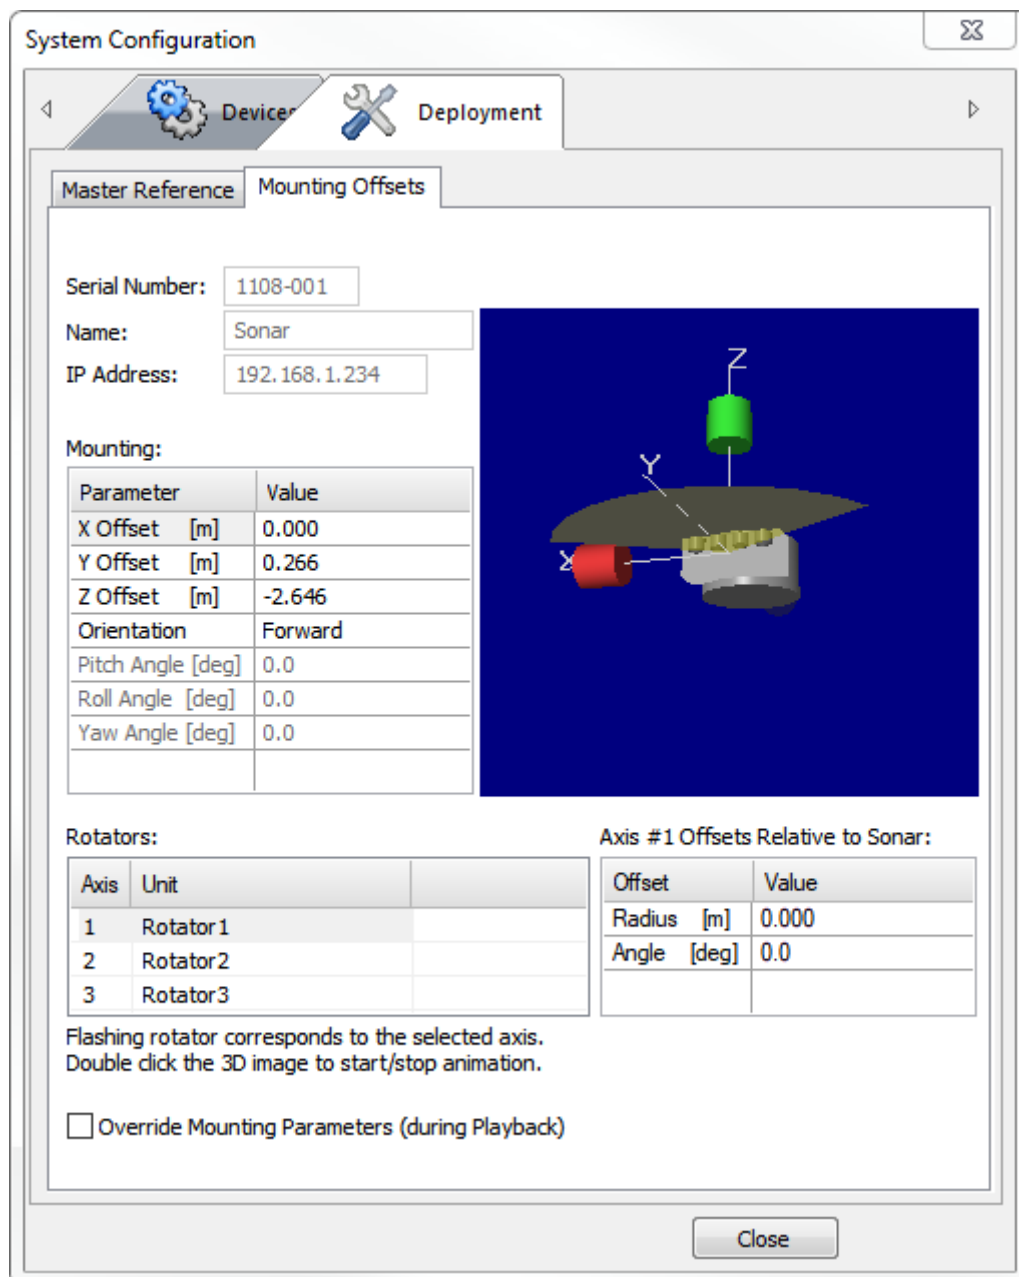 System Configuration
Devices
Deployment
Master Reference
Mounting Offsets
Serial Number: 1108-001
Name: Sonar
IP Address: 192.168.1.234
Mounting:
Parameter Value
X Offset [m] 0.000
Y Offset [m] 0.266
Z Offset [m] -2.646
Orientation Forward
Pitch Angle [deg] 0.0
Roll Angle [deg] 0.0
Yaw Angle [deg] 0.0
Z
Y
X
Rotators:
Axis Unit
1 Rotator1
2 Rotator2
3 Rotator3
Axis #1 Offsets Relative to Sonar:
Offset Value
Radius [m] 0.000
Angle [deg] 0.0
Flashing rotator corresponds to the selected axis.
Double click the 3D image to start/stop animation.
Override Mounting Parameters (during Playback)
Close